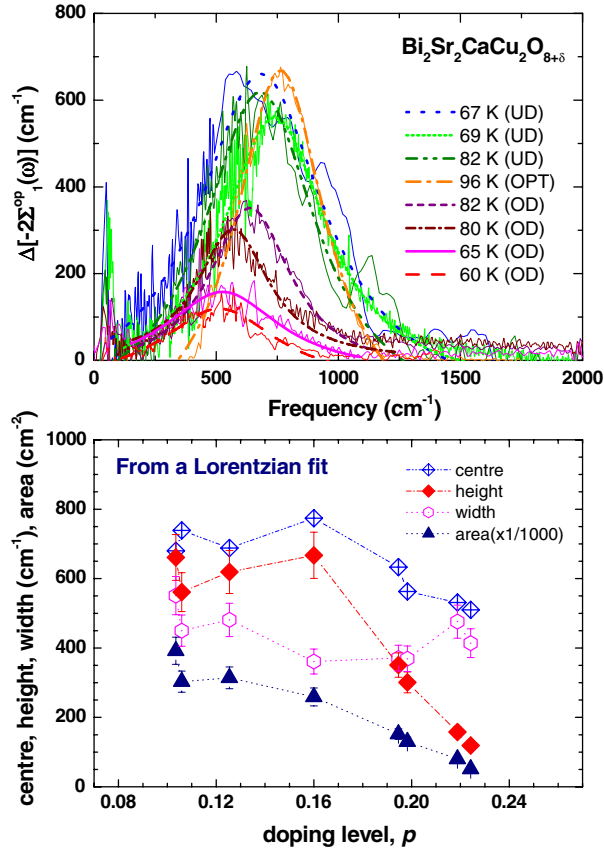 Bi2Sr2CaCu2O8+δ
67 K (UD)
69 K (UD)
82 K (UD)
96 K (OPT)
82 K (OD)
80 K (OD)
65 K (OD)
60 K (OD)
Δ[-2Σ^op_1(ω)] (cm^-1)
800
600
400
200
0
0 500 1000 1500 2000
Frequency (cm^-1)
From a Lorentzian fit
centre
height
width
area(x1/1000)
centre, height, width (cm^-1), area (cm^-2)
1000
800
600
400
200
0
0.08 0.12 0.16 0.20 0.24
doping level, p